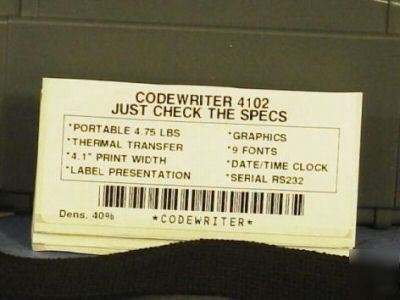 CODEWRITER 4102
JUST CHECK THE SPECS
*PORTABLE 4.75 LBS
*THERMAL TRANSFER
*4.1" PRINT WIDTH
*LABEL PRESENTATION
*GRAPHICS
*9 FONTS
*DATE/TIME CLOCK
*SERIAL RS232
Dens. 40%
*CODEWRITER*